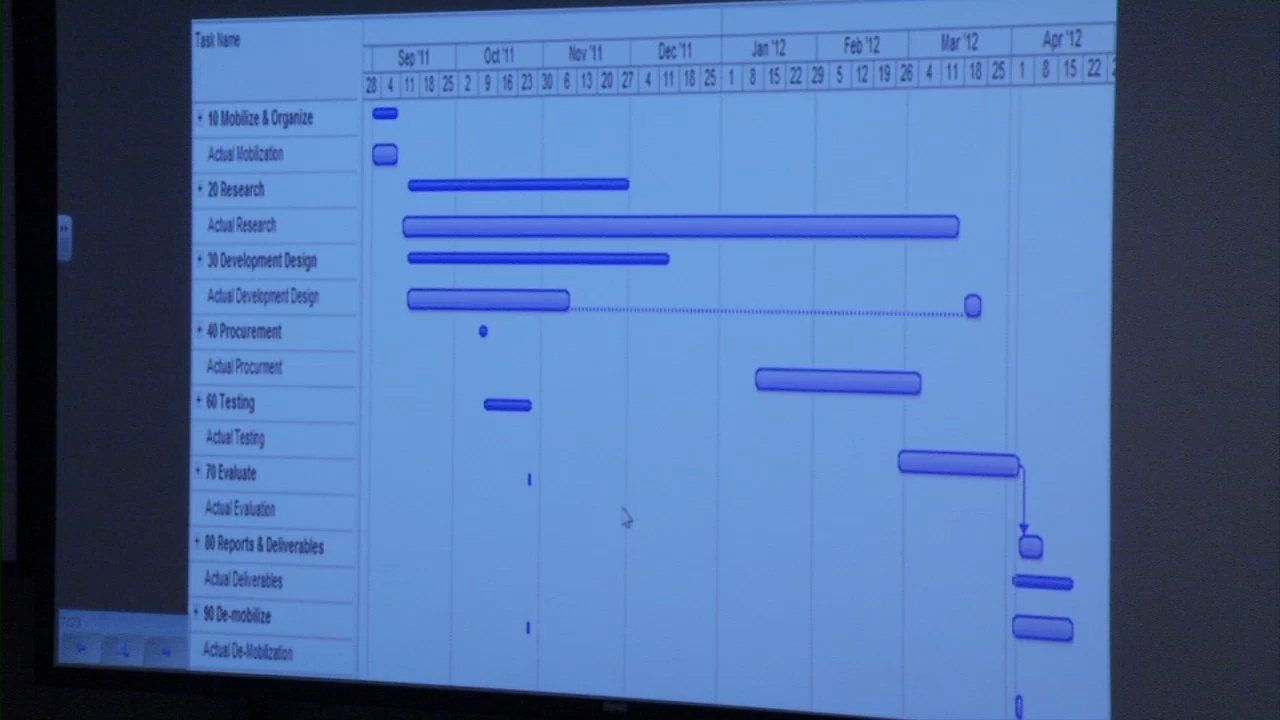 Task Name
Sep '11 Oct '11 Nov '11 Dec '11 Jan '12 Feb '12 Mar '12 Apr '12
28 4 11 18 25 2 9 16 23 30 6 13 20 27 4 11 18 25 1 8 15 22 29 5 12 19 26 4 11 18 25 1 8 15 22
+ 10 Mobilize & Organize
Actual Mobilization
+ 20 Research
Actual Research
+ 30 Development Design
Actual Development Design
+ 40 Procurement
Actual Procurment
+ 60 Testing
Actual Testing
+ 70 Evaluate
Actual Evaluation
+ 80 Reports & Deliverables
Actual Deliverables
+ 90 De-mobilize
Actual De-Mobilization